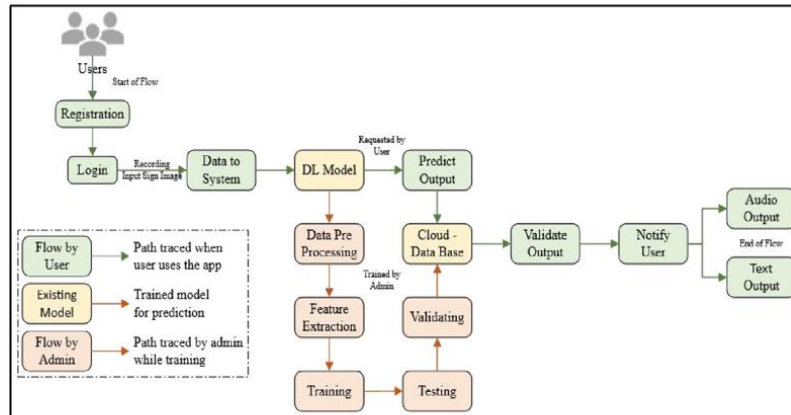 Users
Start of Flow
Registration
Login
Recording
Input Sign Image
Data to
System
DL Model
Requested by
User
Predict
Output
Data Pre
Processing
Trained by
Admin
Cloud -
Data Base
Validate
Output
Notify
User
Audio
Output
End of Flow
Text
Output
Feature
Extraction
Validating
Training
Testing
Flow by
User
Path traced when
user uses the app
Existing
Model
Trained model
for prediction
Flow by
Admin
Path traced by admin
while training